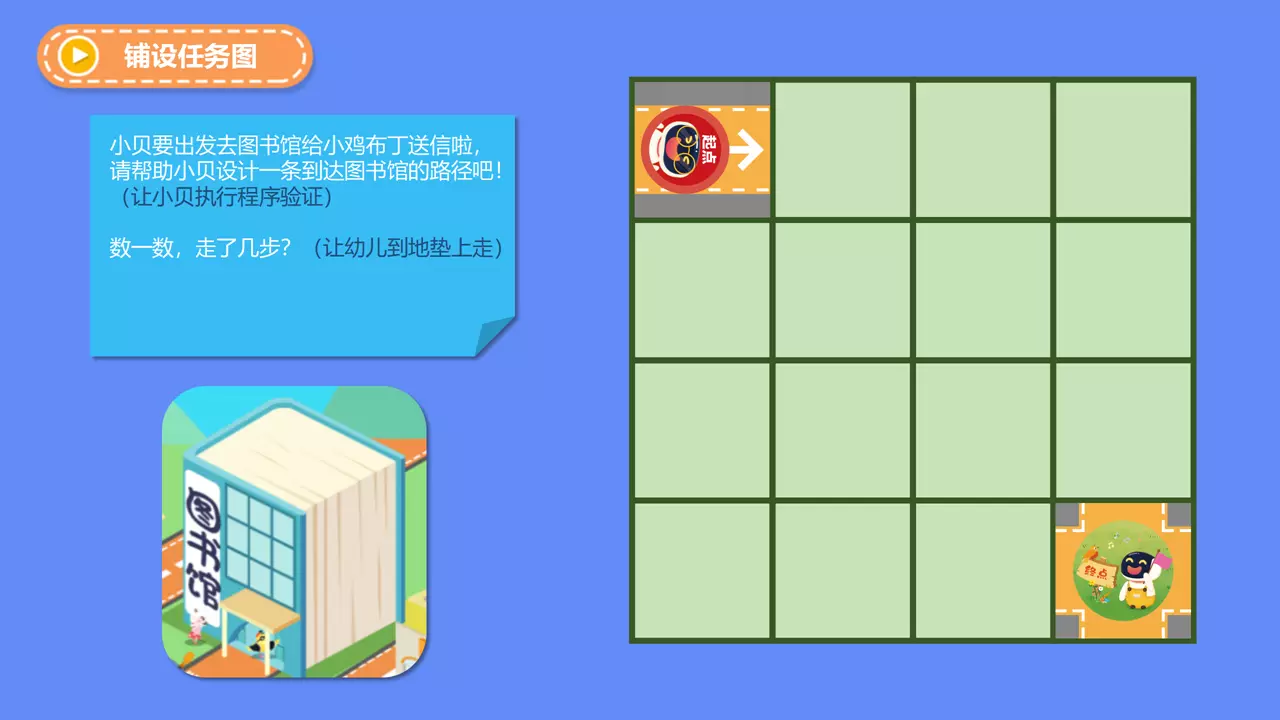 铺设任务图
小贝要出发去图书馆给小鸡布丁送信啦，
请帮助小贝设计一条到达图书馆的路径吧！
（让小贝执行程序验证）
数一数，走了几步？（让幼儿到地垫上走）
起点
图书馆
终点